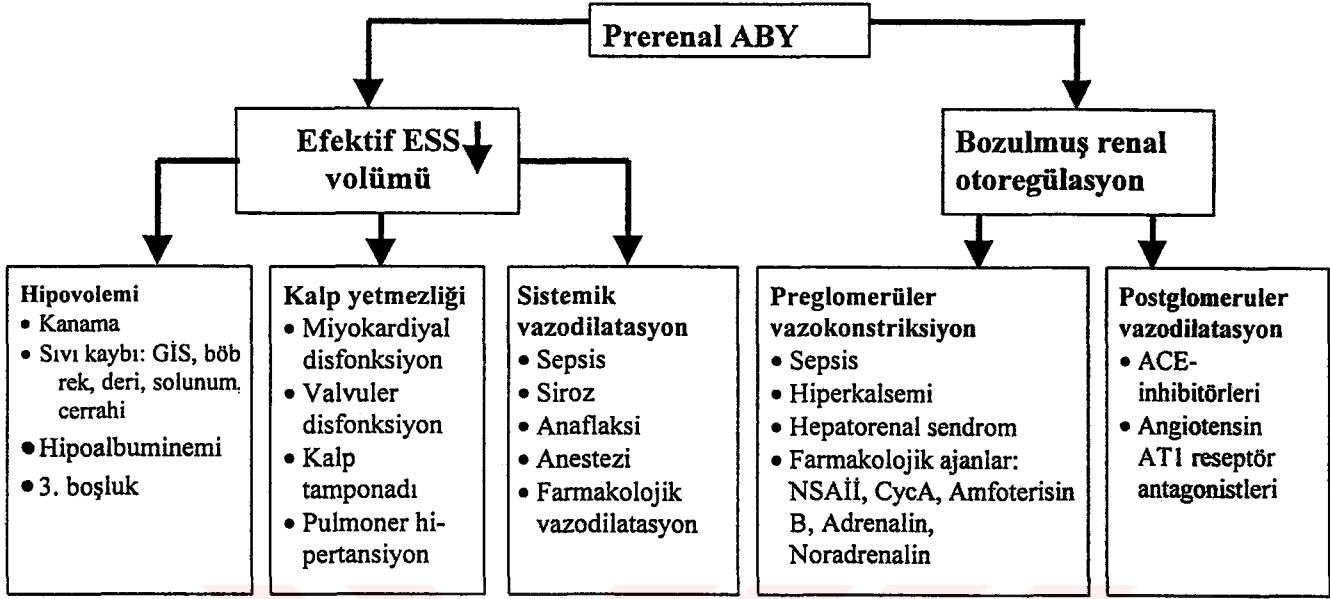 Prerenal ABY
Efektif ESS
volümü
Bozulmuş renal
otoregülasyon
Hipovolemi
• Kanama
• Sıvı kaybı: GİS, böb
rek, deri, solunum,
cerrahi
• Hipoalbuminemi
• 3. boşluk
Kalp yetmezliği
• Miyokardiyal
disfonksiyon
• Valvuler
disfonksiyon
• Kalp
tamponadı
• Pulmoner hi-
pertansiyon
Sistemik
vazodilatasyon
• Sepsis
• Siroz
• Anaflaksi
• Anestezi
• Farmakolojik
vazodilatasyon
Preglomerüler
vazokonstriksiyon
• Sepsis
• Hiperkalsemi
• Hepatorenal sendrom
• Farmakolojik ajanlar:
NSAİİ, CycA, Amfoterisin
B, Adrenalin,
Noradrenalin
Postglomeruler
vazodilatasyon
• ACE-
inhibitörleri
• Angiotensin
AT1 reseptör
antagonistleri